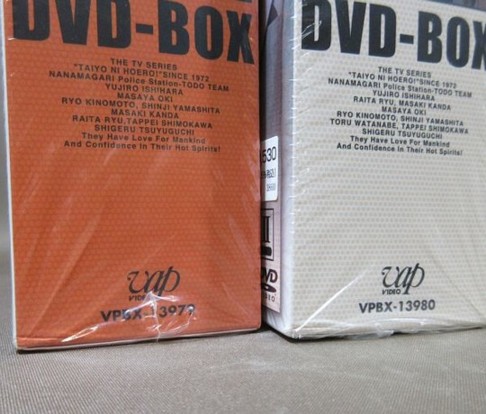 DVD-BOX
THE TV SERIES
"TAIYO NI HOERO!"SINCE 1972
NANAMAGARI Police Station-TODO TEAM
YUJIRO ISHIHARA
MASAYA OKI
RYO KINOMOTO, SHINJI YAMASHITA
MASAKI KANDA
RAITA RYU, TAPPEI SHIMOKAWA
SHIGERU TSUYUGUCHI
They Have Love For Mankind
And Confidence In Their Hot Spirits!
vap
VIDEO
VPBX-13979
530
II
DVD
VIDEO
DVD-BOX
THE TV SERIES
"TAIYO NI HOERO!"SINCE 1972
NANAMAGARI Police Station-TODO TEAM
YUJIRO ISHIHARA
RAITA RYU, MASAKI KANDA
MASAYA OKI
RYO KINOMOTO, SHINJI YAMASHITA
TORU WATANABE, TAPPEI SHIMOKAWA
SHIGERU TSUYUGUCHI
They Have Love For Mankind
And Confidence In Their Hot Spirits!
vap
VIDEO
VPBX-13980